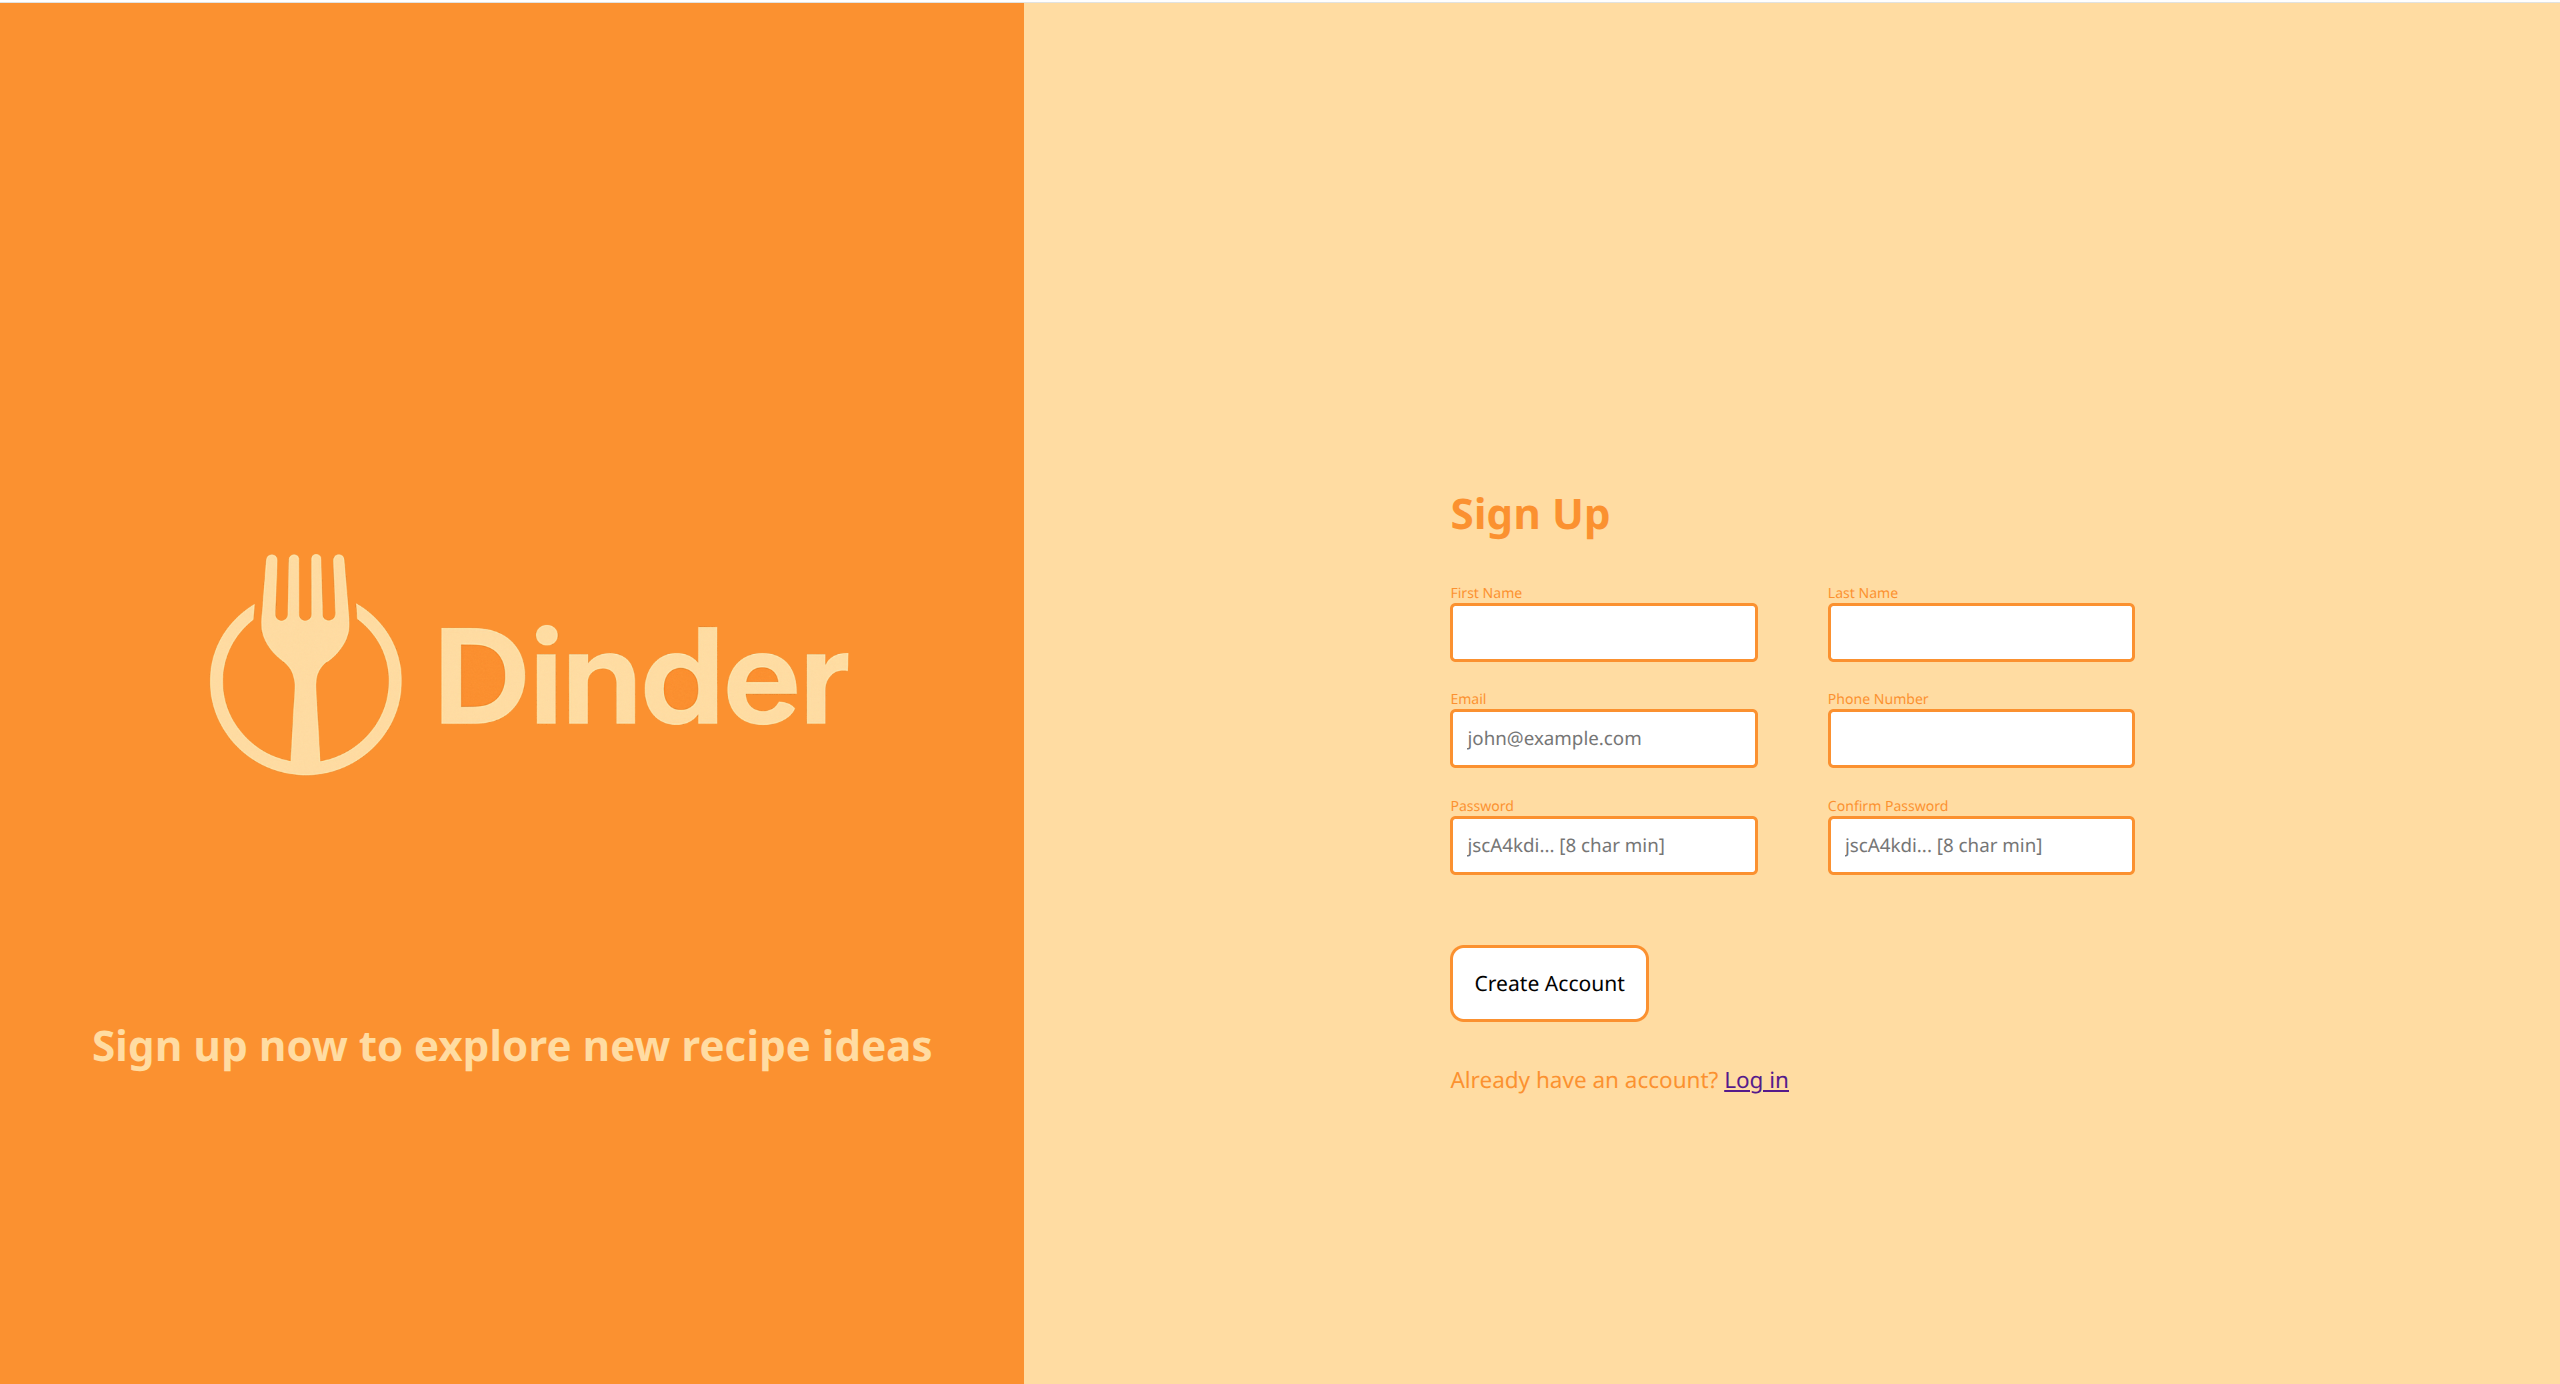 Dinder
Sign up now to explore new recipe ideas
Sign Up
First Name
Last Name
Email
Phone Number
john@example.com
Password
Confirm Password
jscA4kdi... [8 char min]
jscA4kdi... [8 char min]
Create Account
Already have an account? Log in